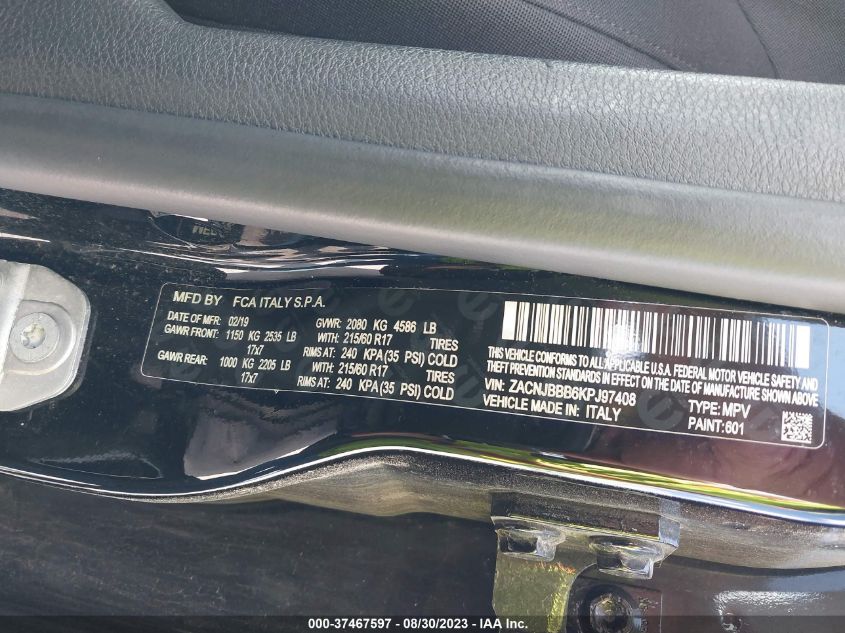 MFD BY FCA ITALY S.P.A.
DATE OF MFR: 02/19 GVWR: 2080 KG 4586 LB
GAWR FRONT: 1150 KG 2535 LB WITH: 215/60 R17 TIRES
17x7 RIMS AT: 240 KPA(35 PSI) COLD
GAWR REAR: 1000 KG 2205 LB WITH: 215/60 R17 TIRES
17x7 RIMS AT: 240 KPA(35 PSI) COLD
THIS VEHICLE CONFORMS TO ALL APPLICABLE U.S.A. FEDERAL MOTOR VEHICLE SAFETY AND
THEFT PREVENTION STANDARDS IN EFFECT ON THE DATE OF MANUFACTURE SHOWN ABOVE
VIN: ZACNJBBB6KPJ97408 TYPE: MPV
VEHICLE MADE IN: ITALY PAINT:601
000-37467597 - 08/30/2023 - © Copyright 2023 - IAA Inc.